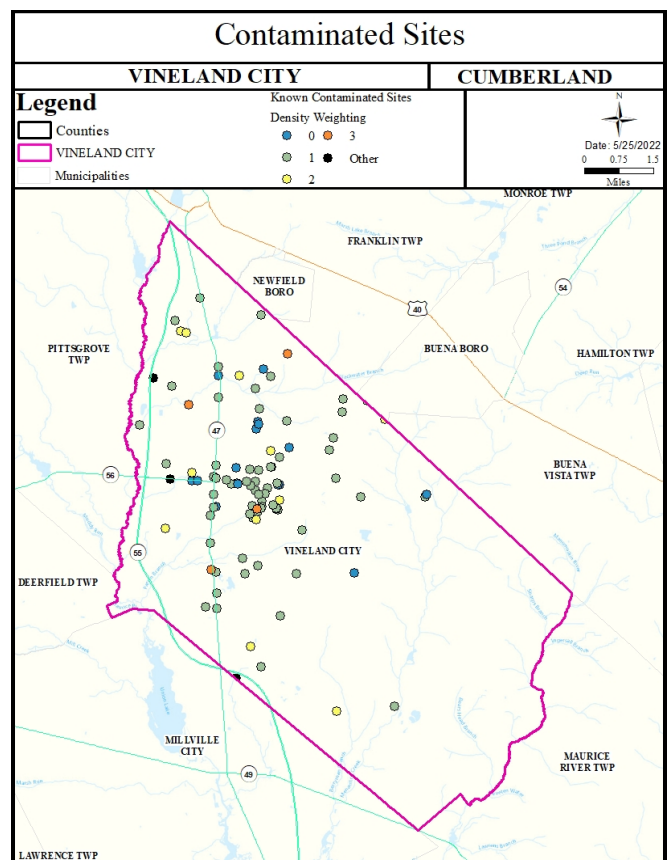 Contaminated Sites
VINELAND CITY
CUMBERLAND
Legend
Counties
VINELAND CITY
Municipalities
Known Contaminated Sites
Density Weighting
0
3
1
Other
2
N
Date: 5/25/2022
0 0.75 1.5
Miles
MONROE TWP
FRANKLIN TWP
NEWFIELD
BORO
54
40
PITTSGROVE
TWP
BUENA BORO
HAMILTON TWP
47
56
BUENA
VISTA TWP
55
VINELAND CITY
DEERFIELD TWP
MILLVILLE
CITY
MAURICE
RIVER TWP
49
LAWRENCE TWP